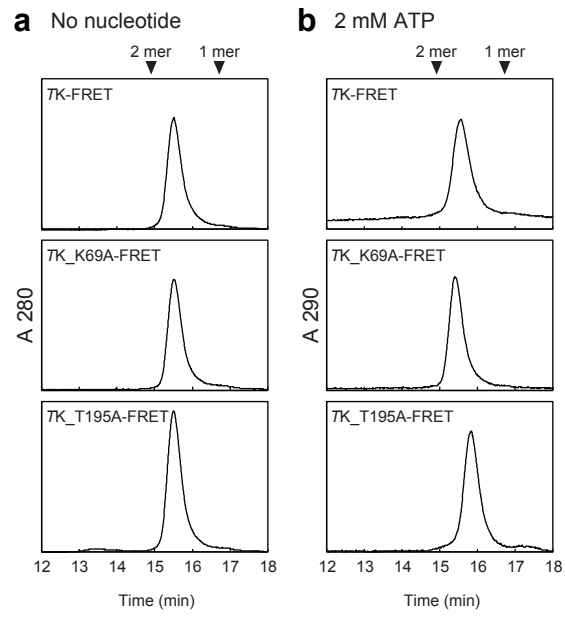 a No nucleotide
2 mer 1 mer
TK-FRET
TK_K69A-FRET
TK_T195A-FRET
A 280
12 13 14 15 16 17 18
Time (min)
b 2 mM ATP
2 mer 1 mer
TK-FRET
TK_K69A-FRET
TK_T195A-FRET
A 290
12 13 14 15 16 17 18
Time (min)